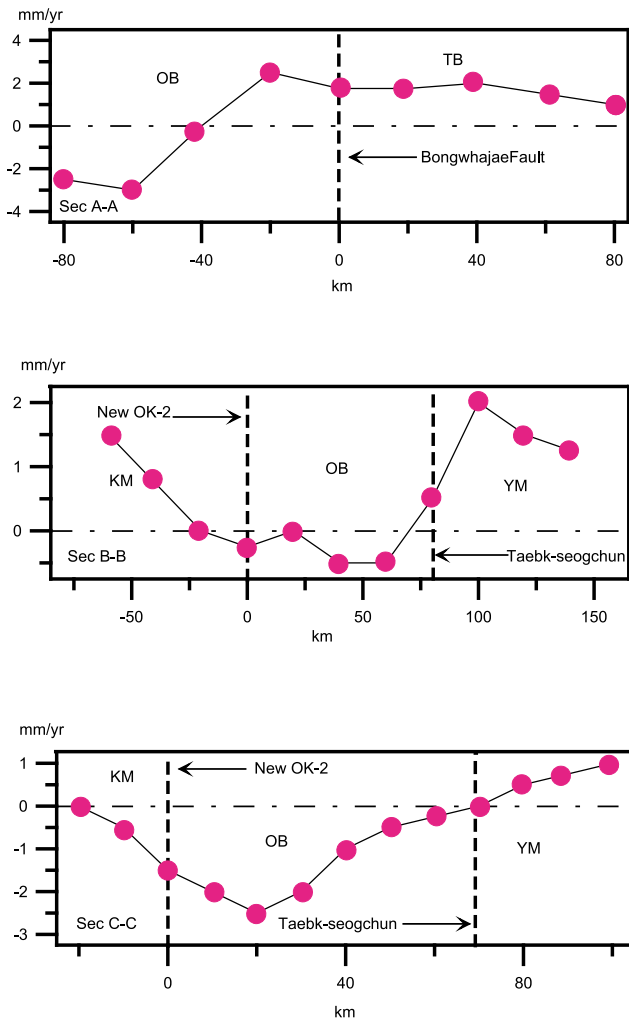 mm/yr
4
OB
TB
2
0
BongwhajaeFault
-2
-4
Sec A-A
-80
-40
0
40
80
km
mm/yr
2
New OK-2
OB
KM
YM
1
0
Sec B-B
Taebk-seogchun
-50
0
50
100
150
km
mm/yr
1
KM
New OK-2
0
OB
YM
-1
-2
-3
Sec C-C
Taebk-seogchun
0
40
80
km